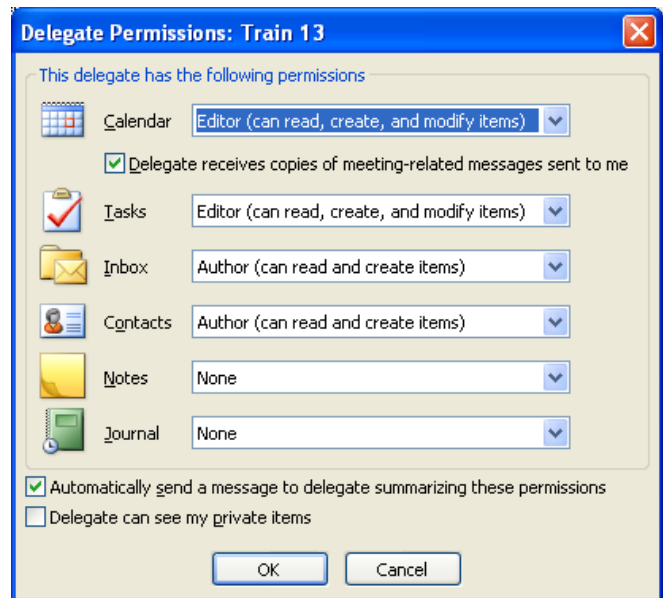 Delegate Permissions: Train 13
This delegate has the following permissions
Calendar Editor (can read, create, and modify items)
Delegate receives copies of meeting-related messages sent to me
Tasks Editor (can read, create, and modify items)
Inbox Author (can read and create items)
Contacts Author (can read and create items)
Notes None
Journal None
Automatically send a message to delegate summarizing these permissions
Delegate can see my private items
OK Cancel